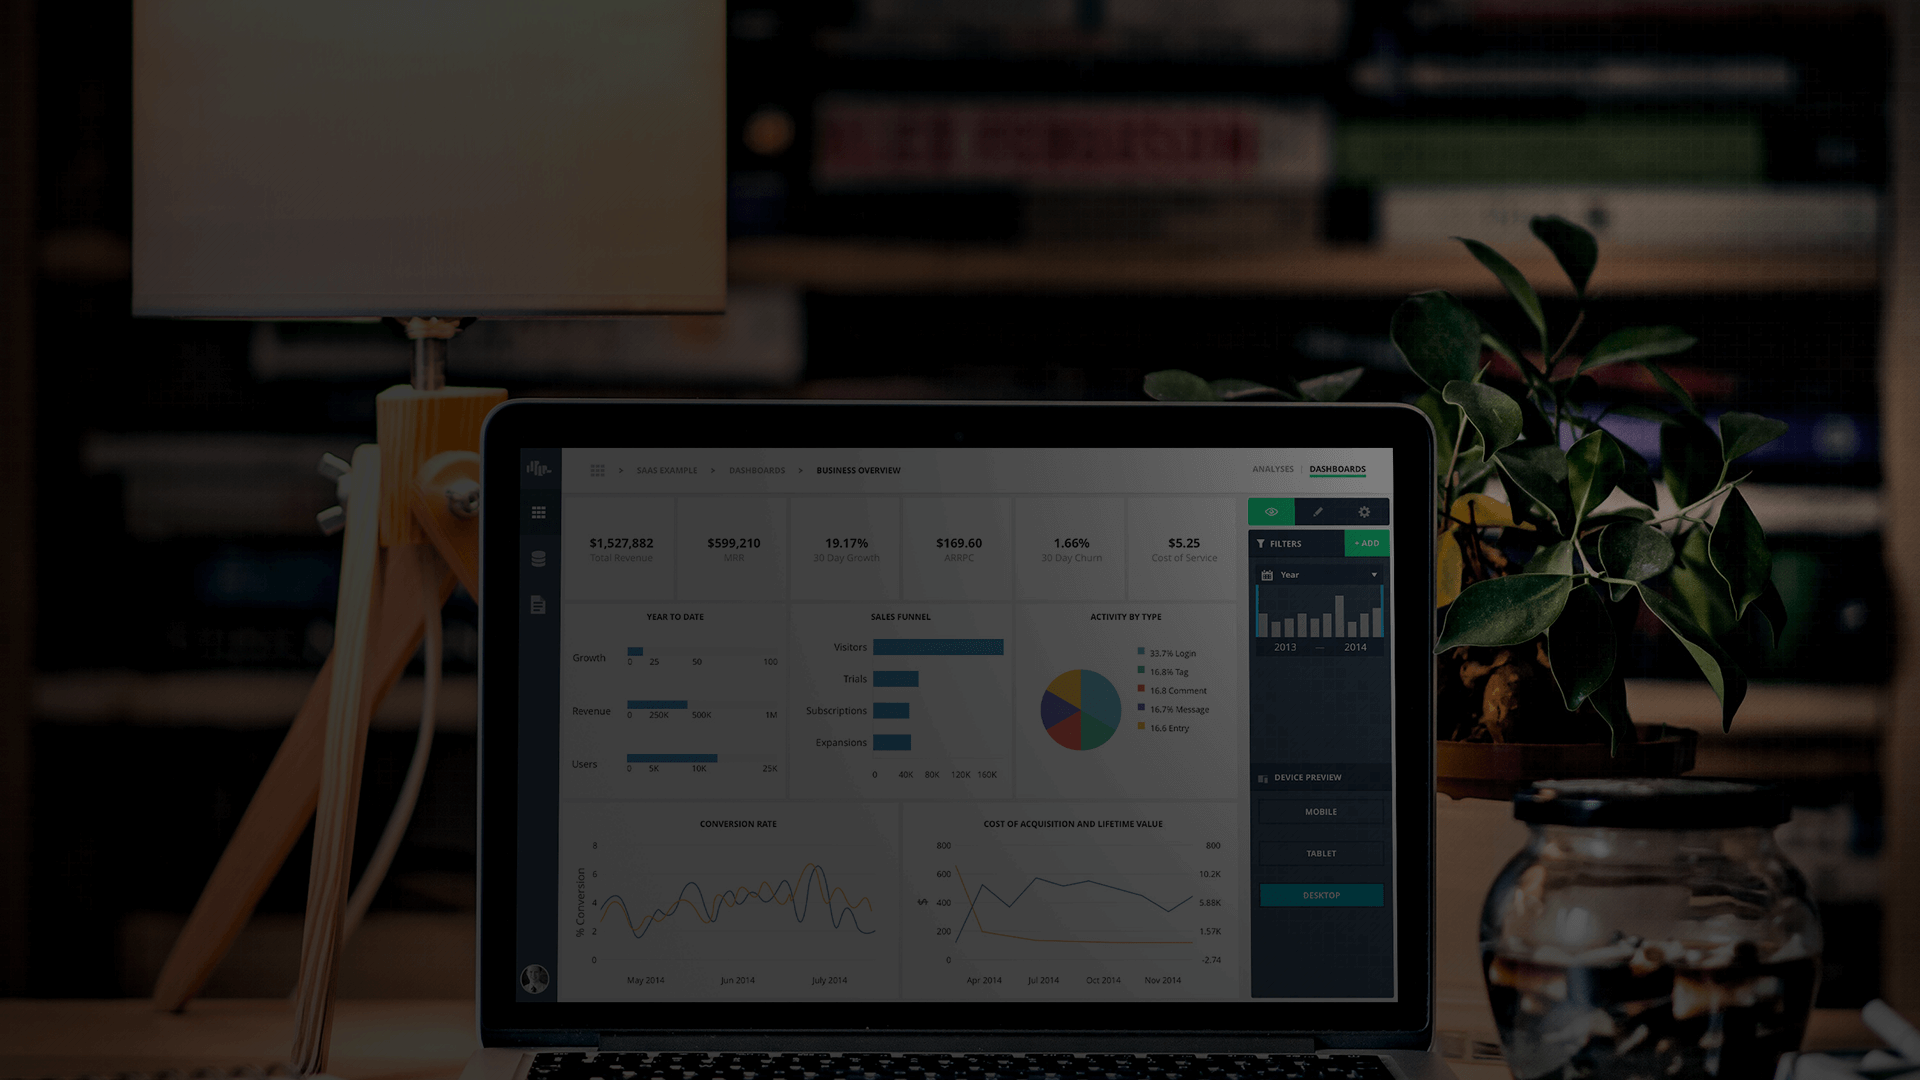 SAAS EXAMPLE > DASHBOARDS > BUSINESS OVERVIEW
ANALYSES | DASHBOARDS
$1,527,882
Total Revenue
$599,210
MRR
19.17%
30 Day Growth
$169.60
ARRPC
1.66%
30 Day Churn
$5.25
Cost of Service
FILTERS
+ ADD
Year
2013 — 2014
YEAR TO DATE
Growth
0 25 50 100
Revenue
0 250K 500K 1M
Users
0 5K 10K 25K
SALES FUNNEL
Visitors
Trials
Subscriptions
Expansions
0 40K 80K 120K 160K
ACTIVITY BY TYPE
33.7% Login
16.8% Tag
16.8 Comment
16.7% Message
16.6 Entry
DEVICE PREVIEW
MOBILE
TABLET
DESKTOP
CONVERSION RATE
% Conversion
8
6
4
2
0
May 2014 Jun 2014 July 2014
COST OF ACQUISITION AND LIFETIME VALUE
$
800 800
600 10.2K
400 5.88K
200 1.57K
0 -2.74
Apr 2014 Jul 2014 Oct 2014 Nov 2014